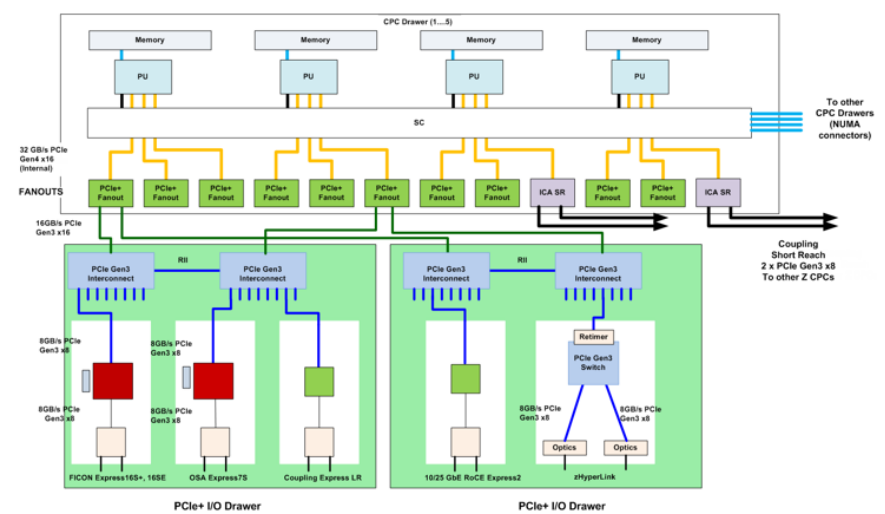 CPC Drawer (1....5)
Memory
Memory
Memory
Memory
PU
PU
PU
PU
SC
To other
CPC Drawers
(NUMA
connectors)
32 GB/s PCIe
Gen4 x16
(Internal)
FANOUTS
PCIe+
Fanout
PCIe+
Fanout
PCIe+
Fanout
PCIe+
Fanout
PCIe+
Fanout
PCIe+
Fanout
PCIe+
Fanout
PCIe+
Fanout
ICA SR
PCIe+
Fanout
PCIe+
Fanout
ICA SR
16GB/s PCIe
Gen3 x16
Coupling
Short Reach
2 x PCIe Gen3 x8
To other Z CPCs
PCIe Gen3
Interconnect
RII
PCIe Gen3
Interconnect
PCIe Gen3
Interconnect
RII
PCIe Gen3
Interconnect
8GB/s PCIe
Gen3 x8
8GB/s PCIe
Gen3 x8
Retimer
PCIe Gen3
Switch
8GB/s PCIe
Gen3 x8
8GB/s PCIe
Gen3 x8
8GB/s PCIe
Gen3 x8
8GB/s PCIe
Gen3 x8
Optics
Optics
FICON Express16S+, 16SE
OSA Express7S
Coupling Express LR
10/25 GbE RoCE Express2
zHyperLink
PCIe+ I/O Drawer
PCIe+ I/O Drawer